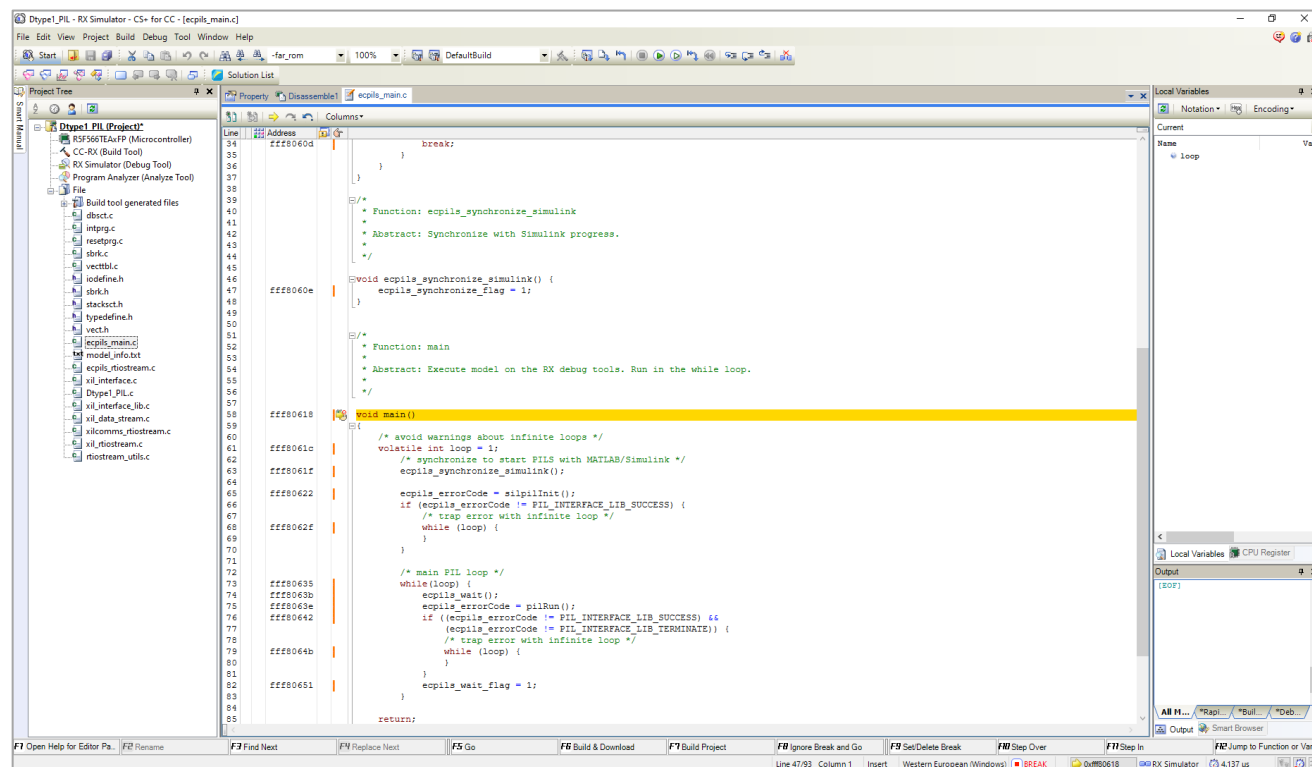 Dtype1_PIL - RX Simulator - CS+ for CC - [ecpils_main.c]
File Edit View Project Build Debug Tool Window Help
Start -far_rom 100% DefaultBuild
Solution List
Project Tree
Smart Manual
Dtype1_PIL (Project)*
R5F566TEAxFP (Microcontroller)
CC-RX (Build Tool)
RX Simulator (Debug Tool)
Program Analyzer (Analyze Tool)
File
Build tool generated files
dbsct.c
intprg.c
resetprg.c
sbrk.c
vecttbl.c
iodefine.h
sbrk.h
stacksct.h
typedefine.h
vect.h
ecpils_main.c
model_info.txt
ecpils_rtiostream.c
xil_interface.c
Dtype1_PIL.c
xil_interface_lib.c
xil_data_stream.c
xilcomms_rtiostream.c
xil_rtiostream.c
rtiostream_utils.c
Property Disassemble1 ecpils_main.c
Columns
Line Address
34 fff8060d break;
35 }
36 }
37 }
38
39 /*
40 * Function: ecpils_synchronize_simulink
41 *
42 * Abstract: Synchronize with Simulink progress.
43 *
44 */
45
46 void ecpils_synchronize_simulink() {
47 fff8060e ecpils_synchronize_flag = 1;
48 }
49
50
51 /*
52 * Function: main
53 *
54 * Abstract: Execute model on the RX debug tools. Run in the while loop.
55 *
56 */
57
58 fff80618 void main()
59 {
60 /* avoid warnings about infinite loops */
61 fff8061c volatile int loop = 1;
62 /* synchronize to start PILS with MATLAB/Simulink */
63 fff8061f ecpils_synchronize_simulink();
64
65 fff80622 ecpils_errorCode = silpilInit();
66 if (ecpils_errorCode != PIL_INTERFACE_LIB_SUCCESS) {
67 /* trap error with infinite loop */
68 fff8062f while (loop) {
69 }
70 }
71
72 /* main PIL loop */
73 fff80635 while(loop) {
74 fff8063b ecpils_wait();
75 fff8063e ecpils_errorCode = pilRun();
76 fff80642 if ((ecpils_errorCode != PIL_INTERFACE_LIB_SUCCESS) &&
77 (ecpils_errorCode != PIL_INTERFACE_LIB_TERMINATE)) {
78 /* trap error with infinite loop */
79 fff8064b while (loop) {
80 }
81 }
82 fff80651 ecpils_wait_flag = 1;
83 }
84
85 return;
Local Variables
Notation Hex Encoding
Current
Name Va
loop
Local Variables CPU Register
Output
[EOF]
All M... *Rapi... *Buil... *Deb...
Output Smart Browser
F1 Open Help for Editor Pa... F2 Rename F3 Find Next F4 Replace Next F5 Go F6 Build & Download F7 Build Project F8 Ignore Break and Go F9 Set/Delete Break F10 Step Over F11 Step In F12 Jump to Function or Var
Line 47/93 Column 1 Insert Western European (Windows) BREAK 0xfff80618 RX Simulator 4.137 us